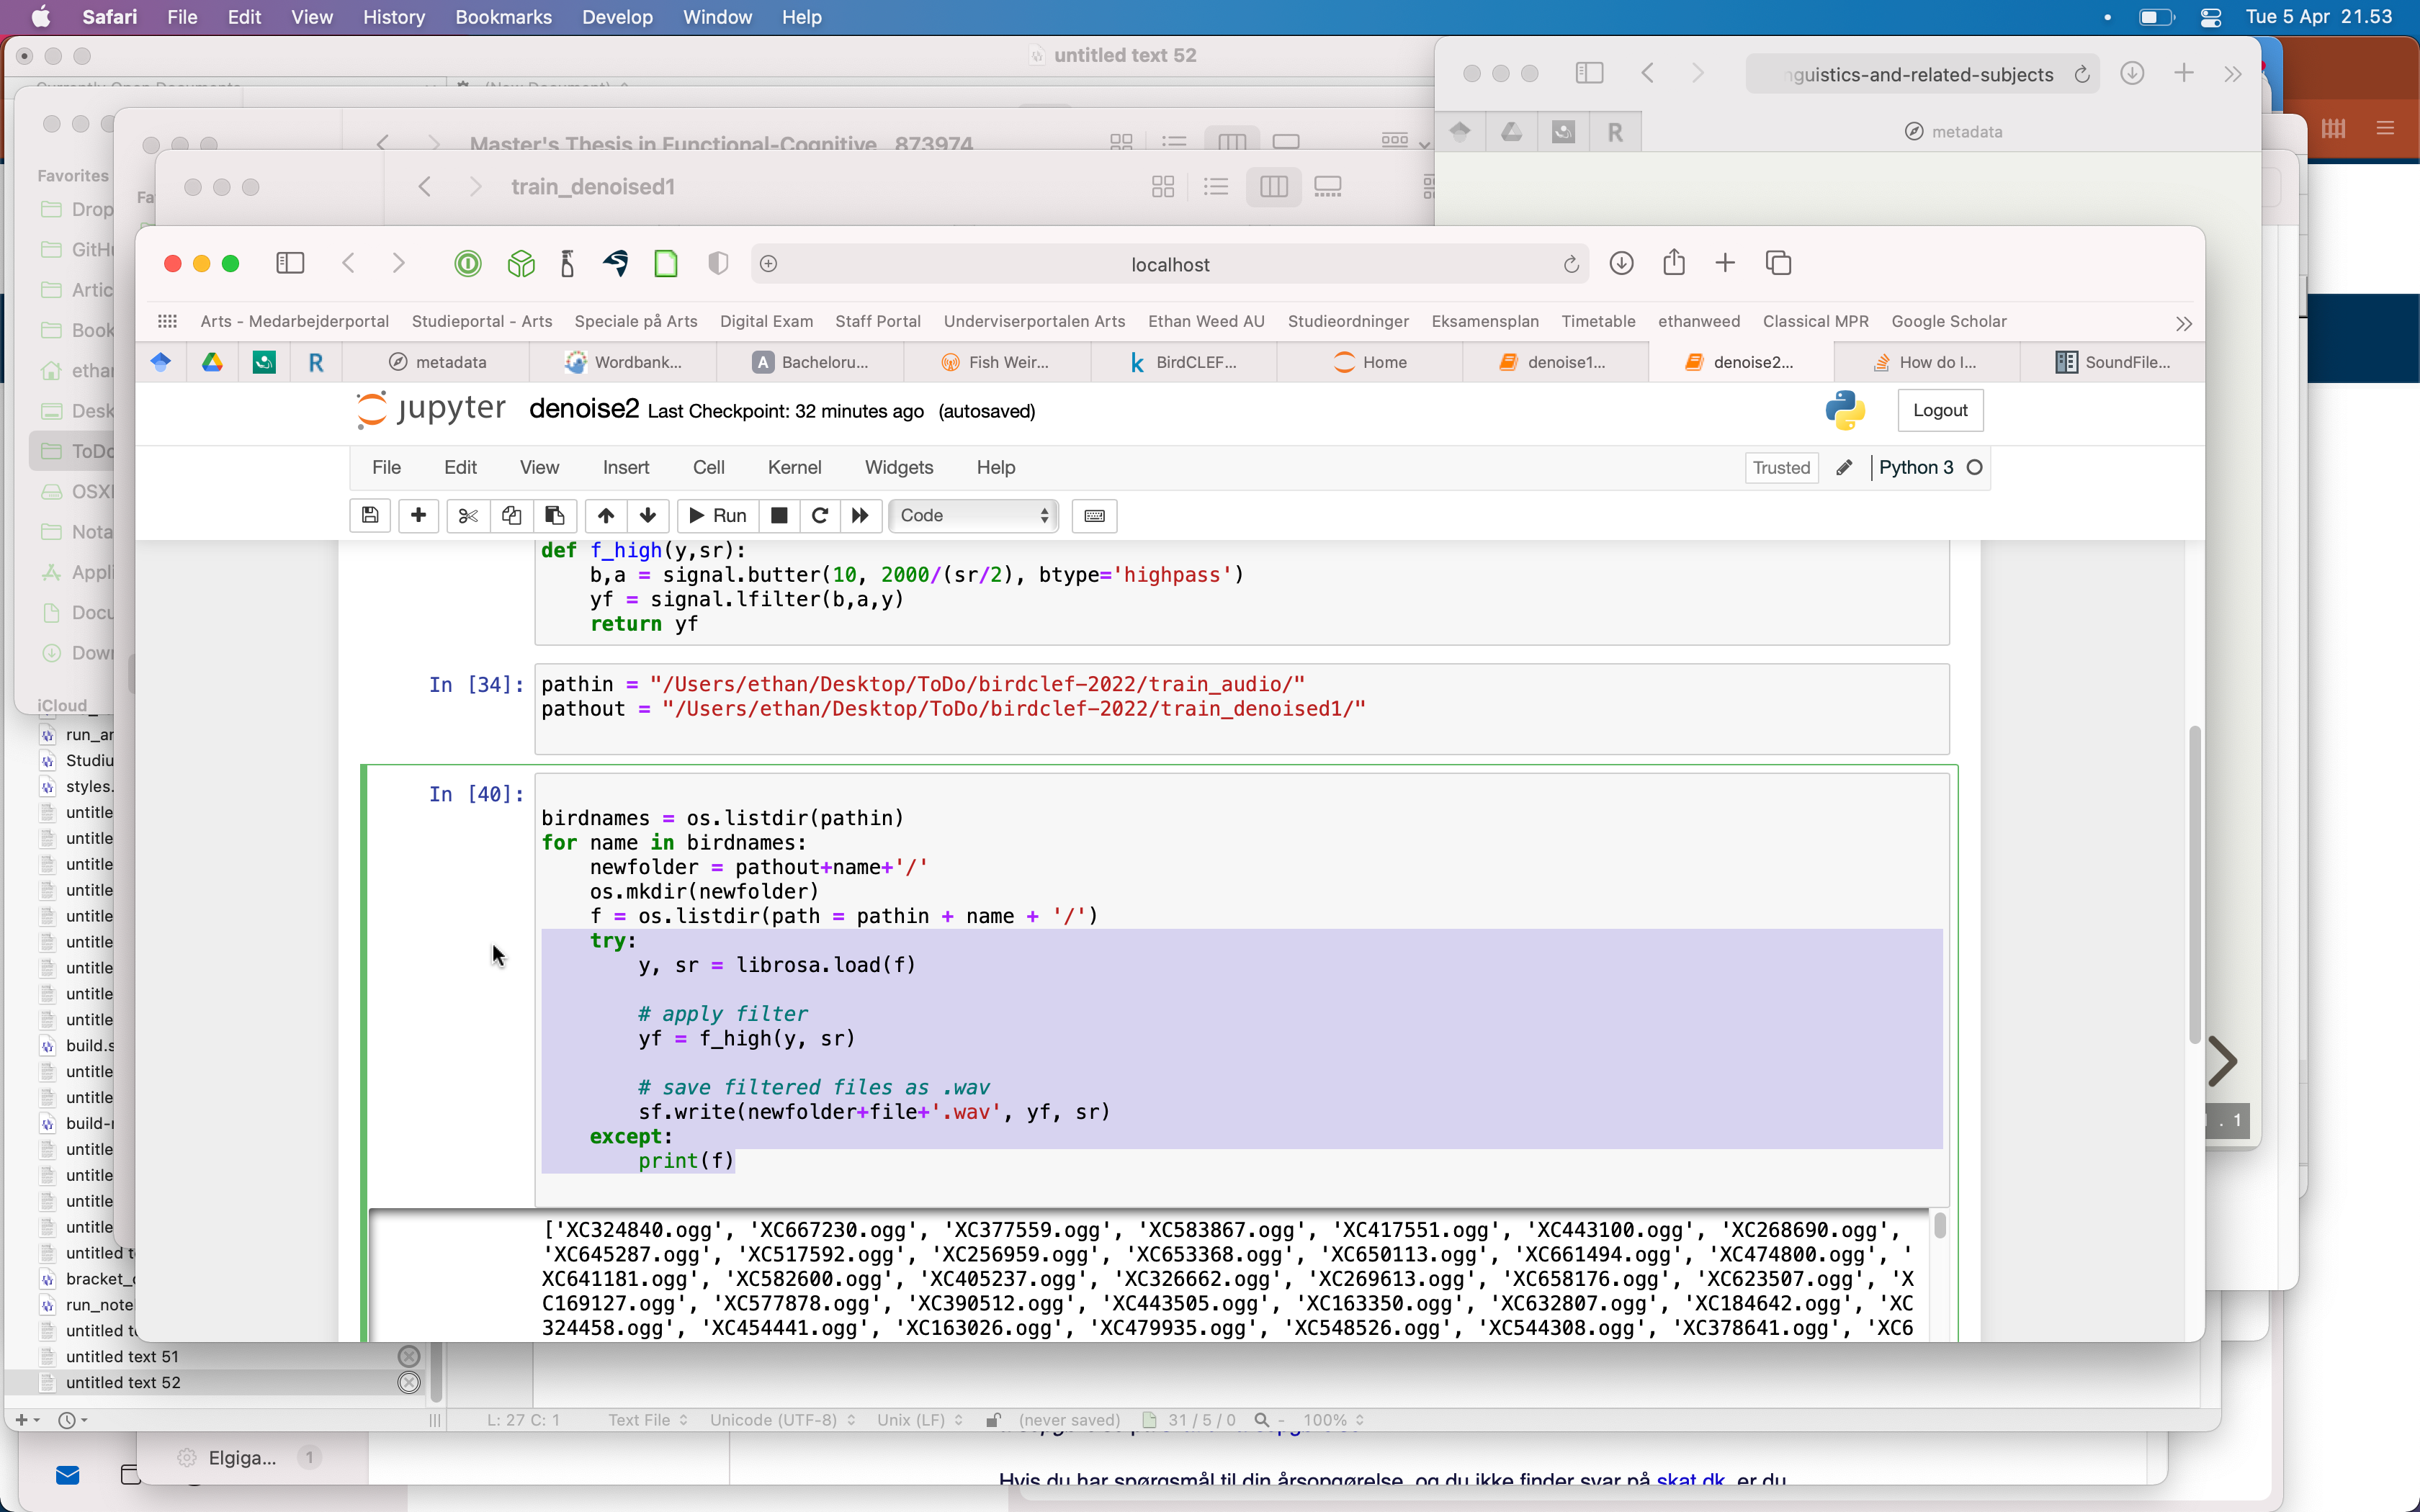 Safari File Edit View History Bookmarks Develop Window Help Tue 5 Apr 21.53
untitled text 52
nguistics-and-related-subjects
Master's Thesis in Functional-Cognitive 873974
R metadata
Favorites
train_denoised1
Drop
GitH
localhost
Artic
Book
Arts - Medarbejderportal Studieportal - Arts Speciale på Arts Digital Exam Staff Portal Underviserportalen Arts Ethan Weed AU Studieordninger Eksamensplan Timetable ethanweed Classical MPR Google Scholar
R metadata Wordbank... A Bacheloru... Fish Weir... k BirdCLEF... Home denoise1... denoise2... How do I... SoundFile...
ethan
Desk
ToDo
jupyter denoise2 Last Checkpoint: 32 minutes ago (autosaved) Logout
File Edit View Insert Cell Kernel Widgets Help Trusted Python 3
Run Code
OSX
Nota
Appli
Docu
Down
iCloud
def f_high(y,sr):
b,a = signal.butter(10, 2000/(sr/2), btype='highpass')
yf = signal.lfilter(b,a,y)
return yf
In [34]: pathin = "/Users/ethan/Desktop/ToDo/birdclef-2022/train_audio/"
pathout = "/Users/ethan/Desktop/ToDo/birdclef-2022/train_denoised1/"
In [40]:
birdnames = os.listdir(pathin)
for name in birdnames:
newfolder = pathout+name+'/'
os.mkdir(newfolder)
f = os.listdir(path = pathin + name + '/')
try:
y, sr = librosa.load(f)
# apply filter
yf = f_high(y, sr)
# save filtered files as .wav
sf.write(newfolder+file+'.wav', yf, sr)
except:
print(f)
['XC324840.ogg', 'XC667230.ogg', 'XC377559.ogg', 'XC583867.ogg', 'XC417551.ogg', 'XC443100.ogg', 'XC268690.ogg',
'XC645287.ogg', 'XC517592.ogg', 'XC256959.ogg', 'XC653368.ogg', 'XC650113.ogg', 'XC661494.ogg', 'XC474800.ogg', '
XC641181.ogg', 'XC582600.ogg', 'XC405237.ogg', 'XC326662.ogg', 'XC269613.ogg', 'XC658176.ogg', 'XC623507.ogg', 'X
C169127.ogg', 'XC577878.ogg', 'XC390512.ogg', 'XC443505.ogg', 'XC163350.ogg', 'XC632807.ogg', 'XC184642.ogg', 'XC
324458.ogg', 'XC454441.ogg', 'XC163026.ogg', 'XC479935.ogg', 'XC548526.ogg', 'XC544308.ogg', 'XC378641.ogg', 'XC6
run_ar
Studiu
styles.
untitle
untitle
untitle
untitle
untitle
untitle
untitle
untitle
untitle
build.s
untitle
untitle
build-r
untitle
untitle
untitle
untitle
untitled t
bracket_c
run_note
untitled t
untitled text 51
untitled text 52
. 1
L: 27 C: 1 Text File Unicode (UTF-8) Unix (LF) (never saved) 31 / 5 / 0 - 100%
Elgiga... 1
Hvis du har spørgsmål til din årsopgørelse, og du ikke finder svar på skat.dk, er du